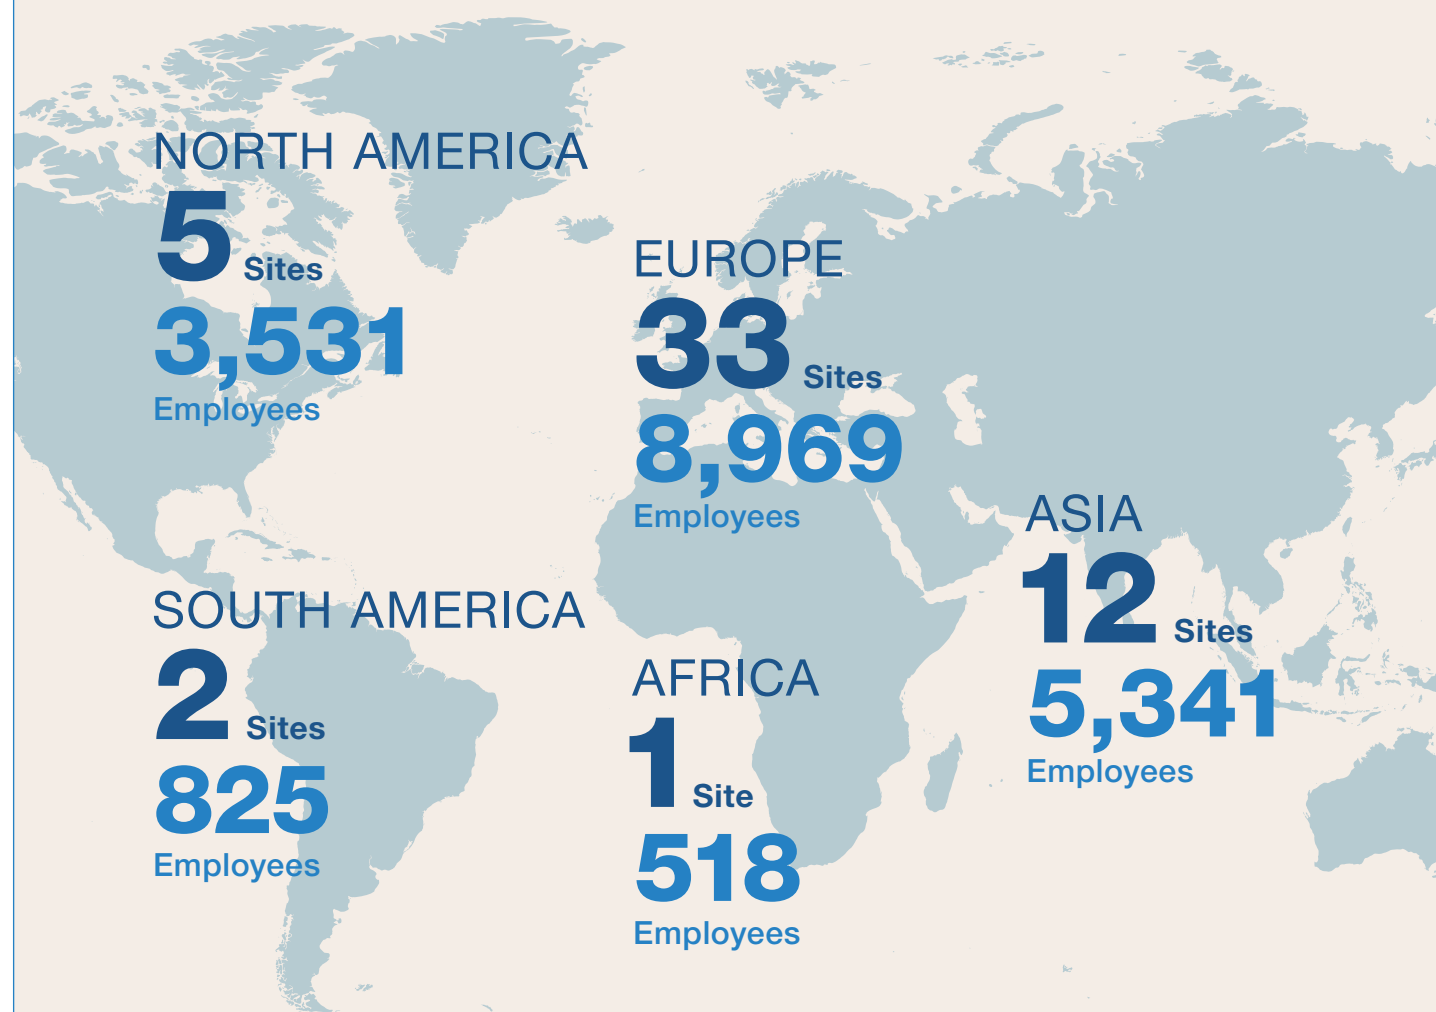 NORTH AMERICA
5 Sites
3,531
Employees
EUROPE
33 Sites
8,969
Employees
ASIA
12 Sites
5,341
Employees
SOUTH AMERICA
2 Sites
825
Employees
AFRICA
1 Site
518
Employees